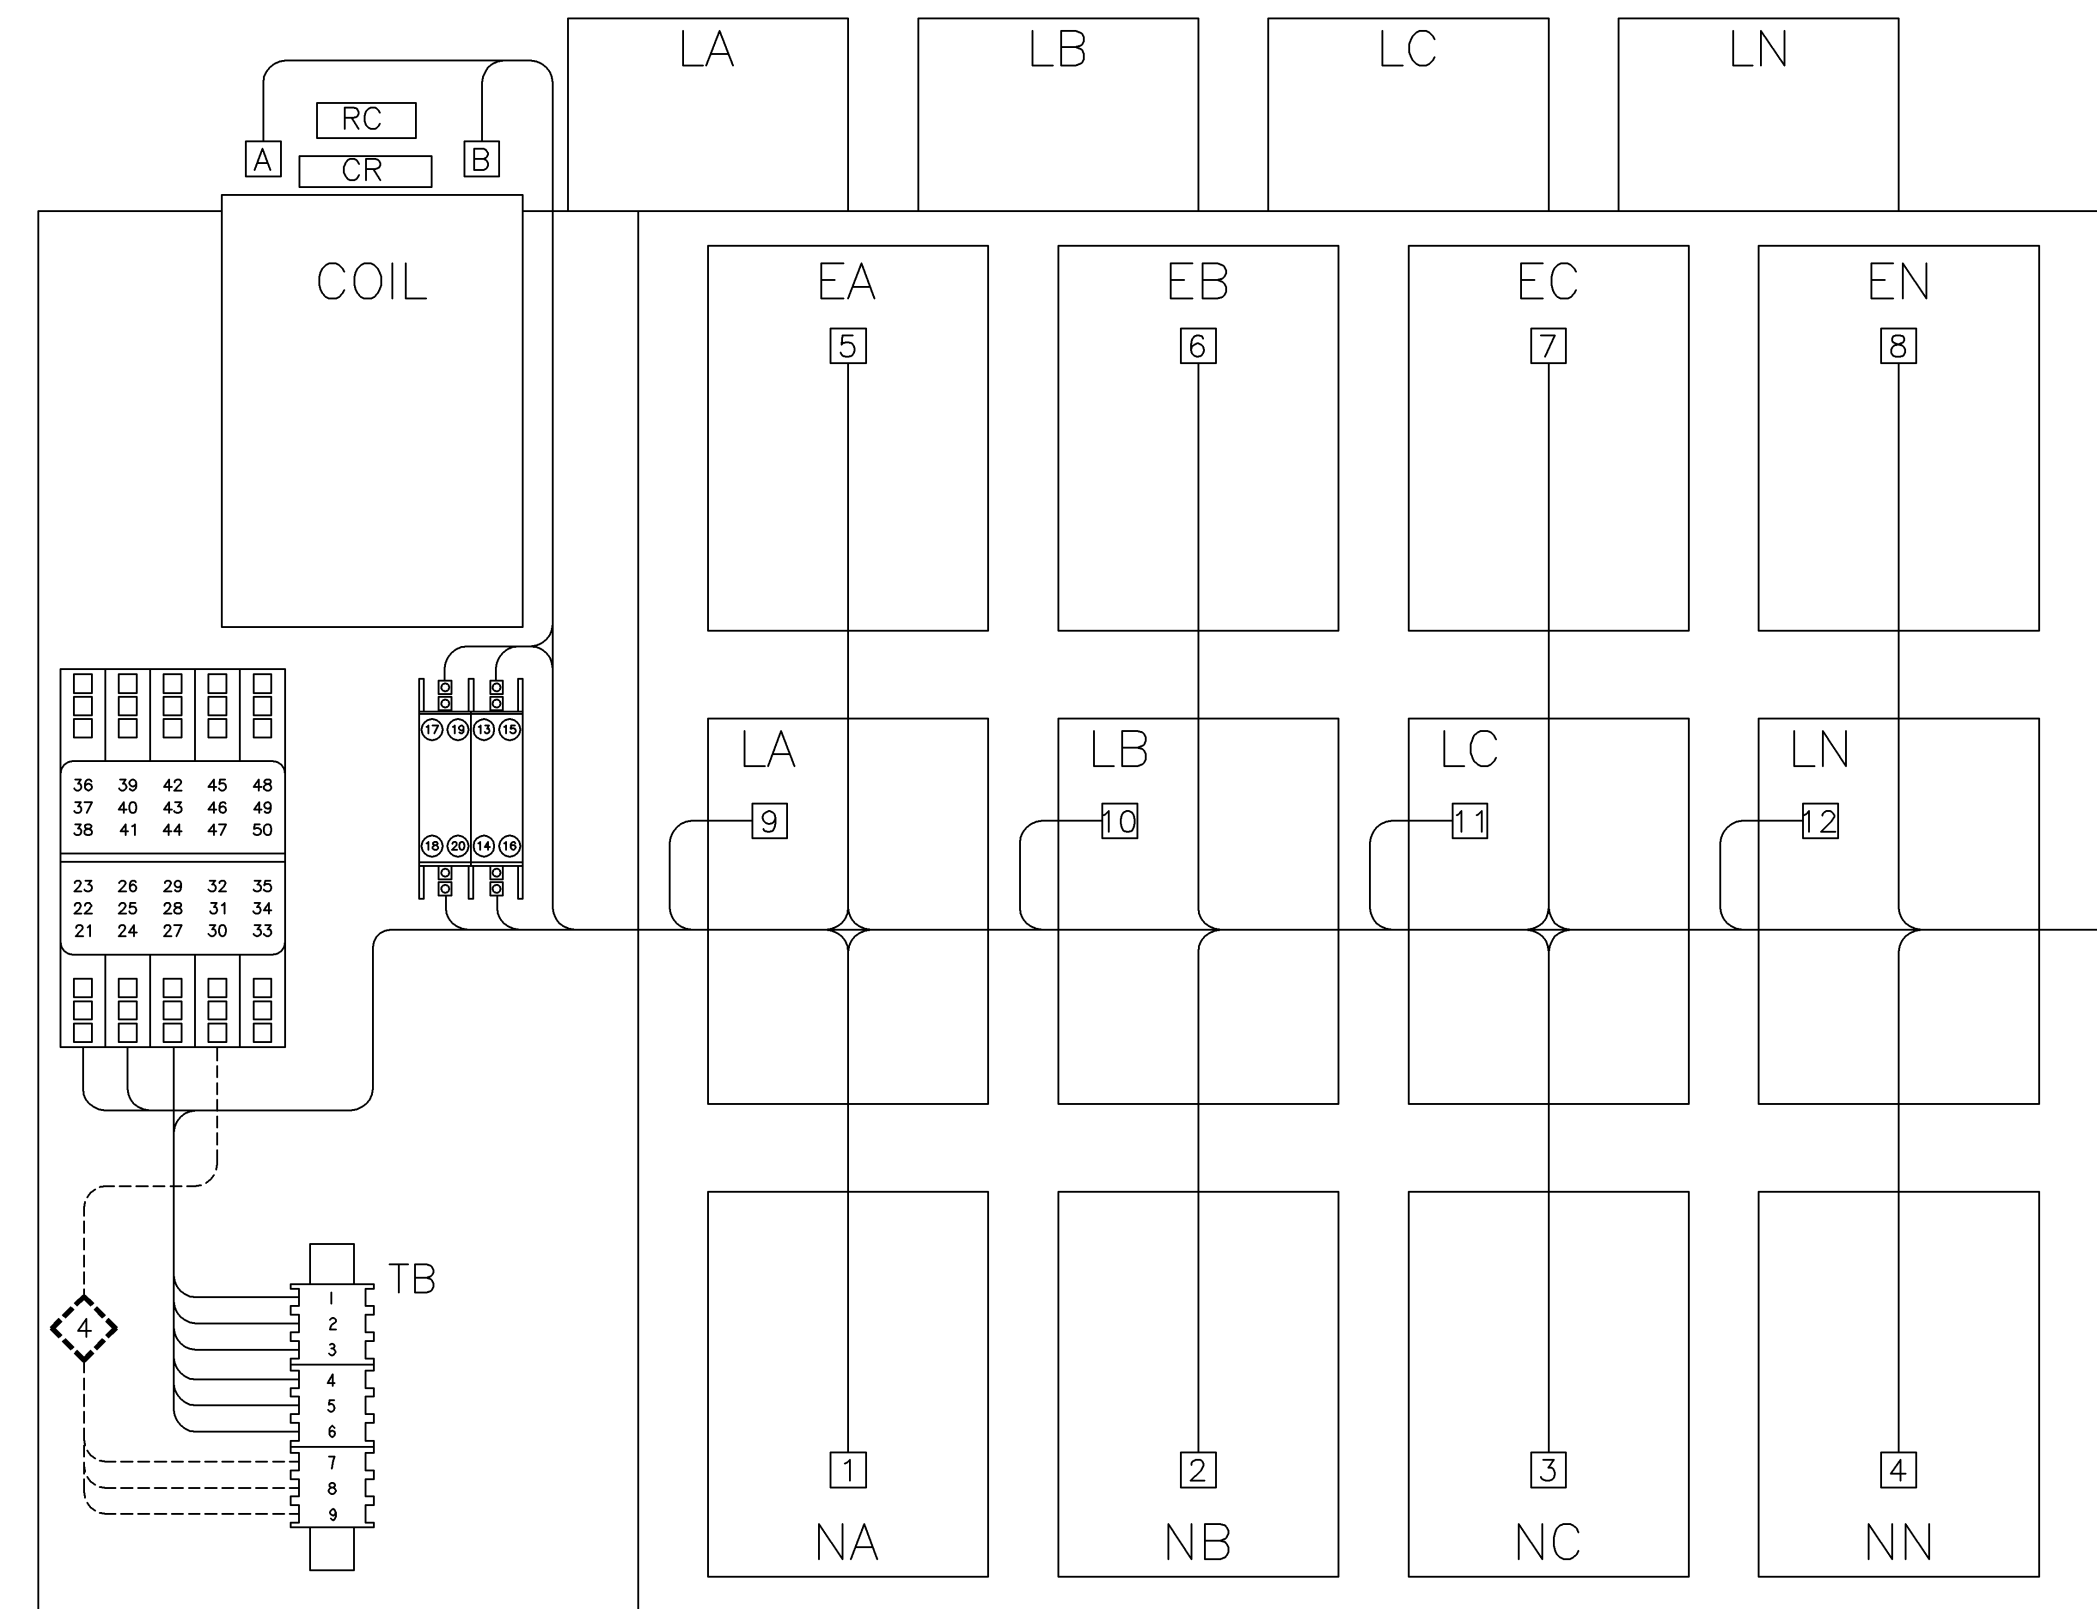 LA LB LC LN
RC
A CR B
COIL EA EB EC EN
5 6 7 8
17 19 13 15
LA LB LC LN
36 39 42 45 48
37 40 43 46 49
38 41 44 47 50
9 10 11 12
18 20 14 16
23 26 29 32 35
22 25 28 31 34
21 24 27 30 33
TB
1
4
2
3
4
5
6
7
8
9
1 2 3 4
NA NB NC NN